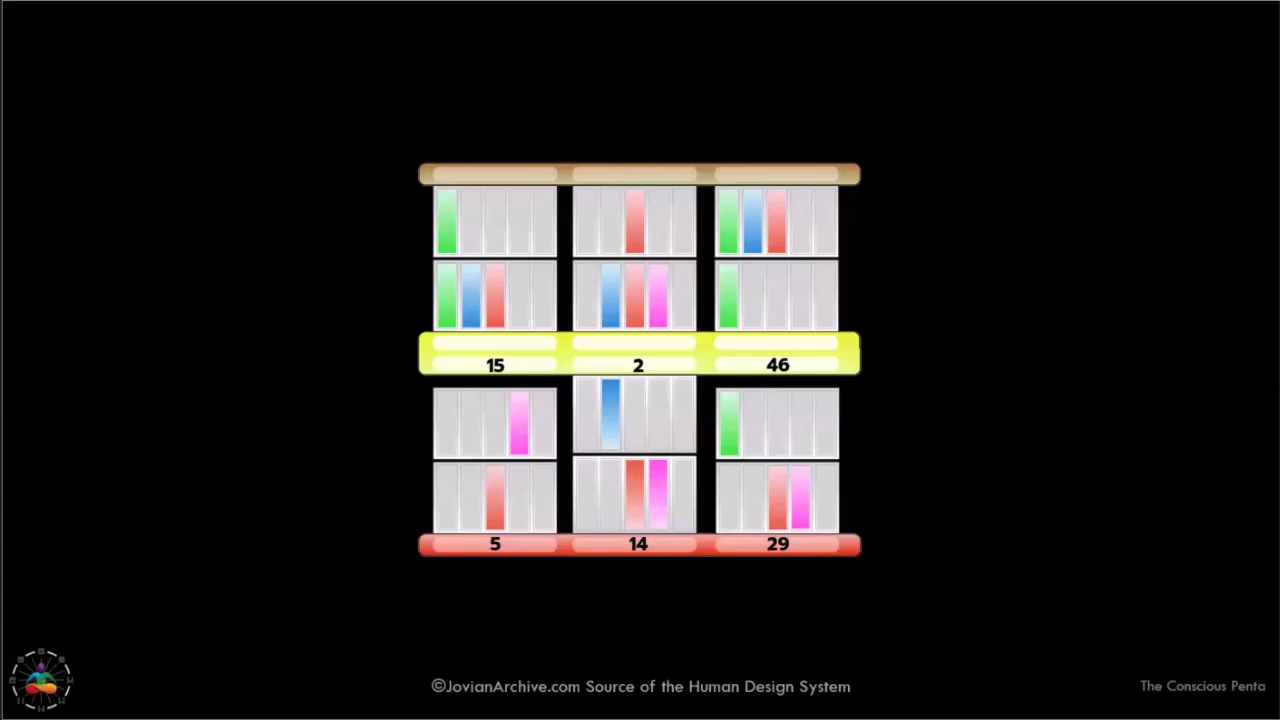 15 2 46
5 14 29
©JovianArchive.com Source of the Human Design System
The Conscious Penta